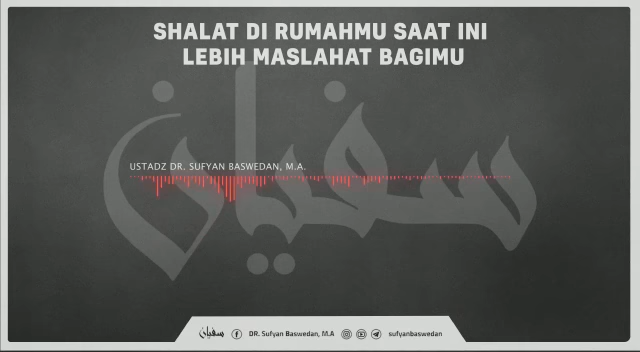 SHALAT DI RUMAHMU SAAT INI
LEBIH MASLAHAT BAGIMU
سفيان
USTADZ DR. SUFYAN BASWEDAN, M.A.
سفيان DR. Sufyan Baswedan, M.A sufyanbaswedan